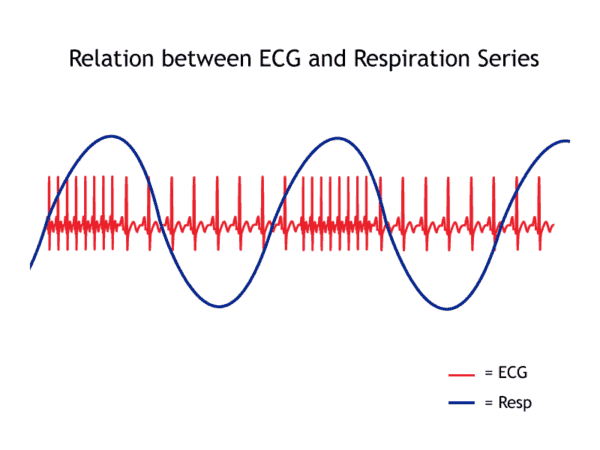 Relation between ECG and Respiration Series
= ECG
= Resp